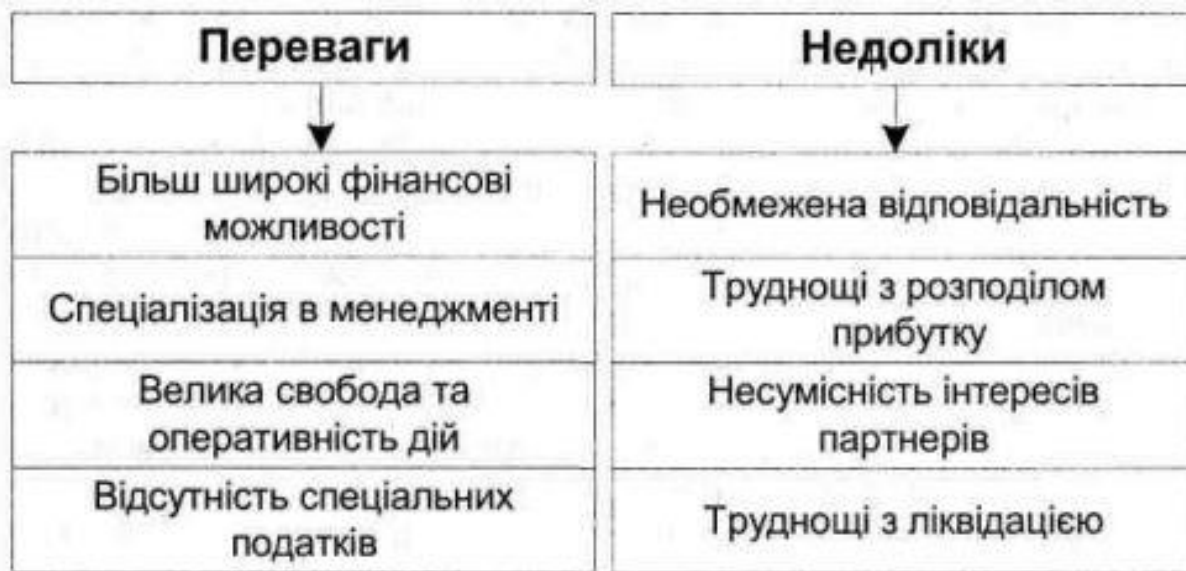 Переваги
Більш широкі фінансові
можливості
Спеціалізація в менеджменті
Велика свобода та
оперативність дій
Відсутність спеціальних
податків
Недоліки
Необмежена відповідальність
Труднощі з розподілом
прибутку
Несумісність інтересів
партнерів
Труднощі з ліквідацією